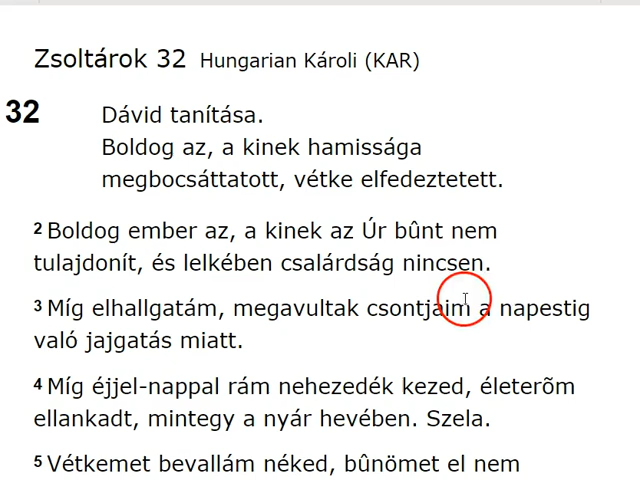 Zsoltárok 32 Hungarian Károli (KAR)
32 Dávid tanítása.
Boldog az, a kinek hamissága
megbocsáttatott, vétke elfedeztetett.
2 Boldog ember az, a kinek az Úr bûnt nem
tulajdonít, és lelkében csalárdság nincsen.
3 Míg elhallgatám, megavultak csontjaim a napestig
való jajgatás miatt.
4 Míg éjjel-nappal rám nehezedék kezed, életerõm
ellankadt, mintegy a nyár hevében. Szela.
5 Vétkemet bevallám néked, bûnömet el nem